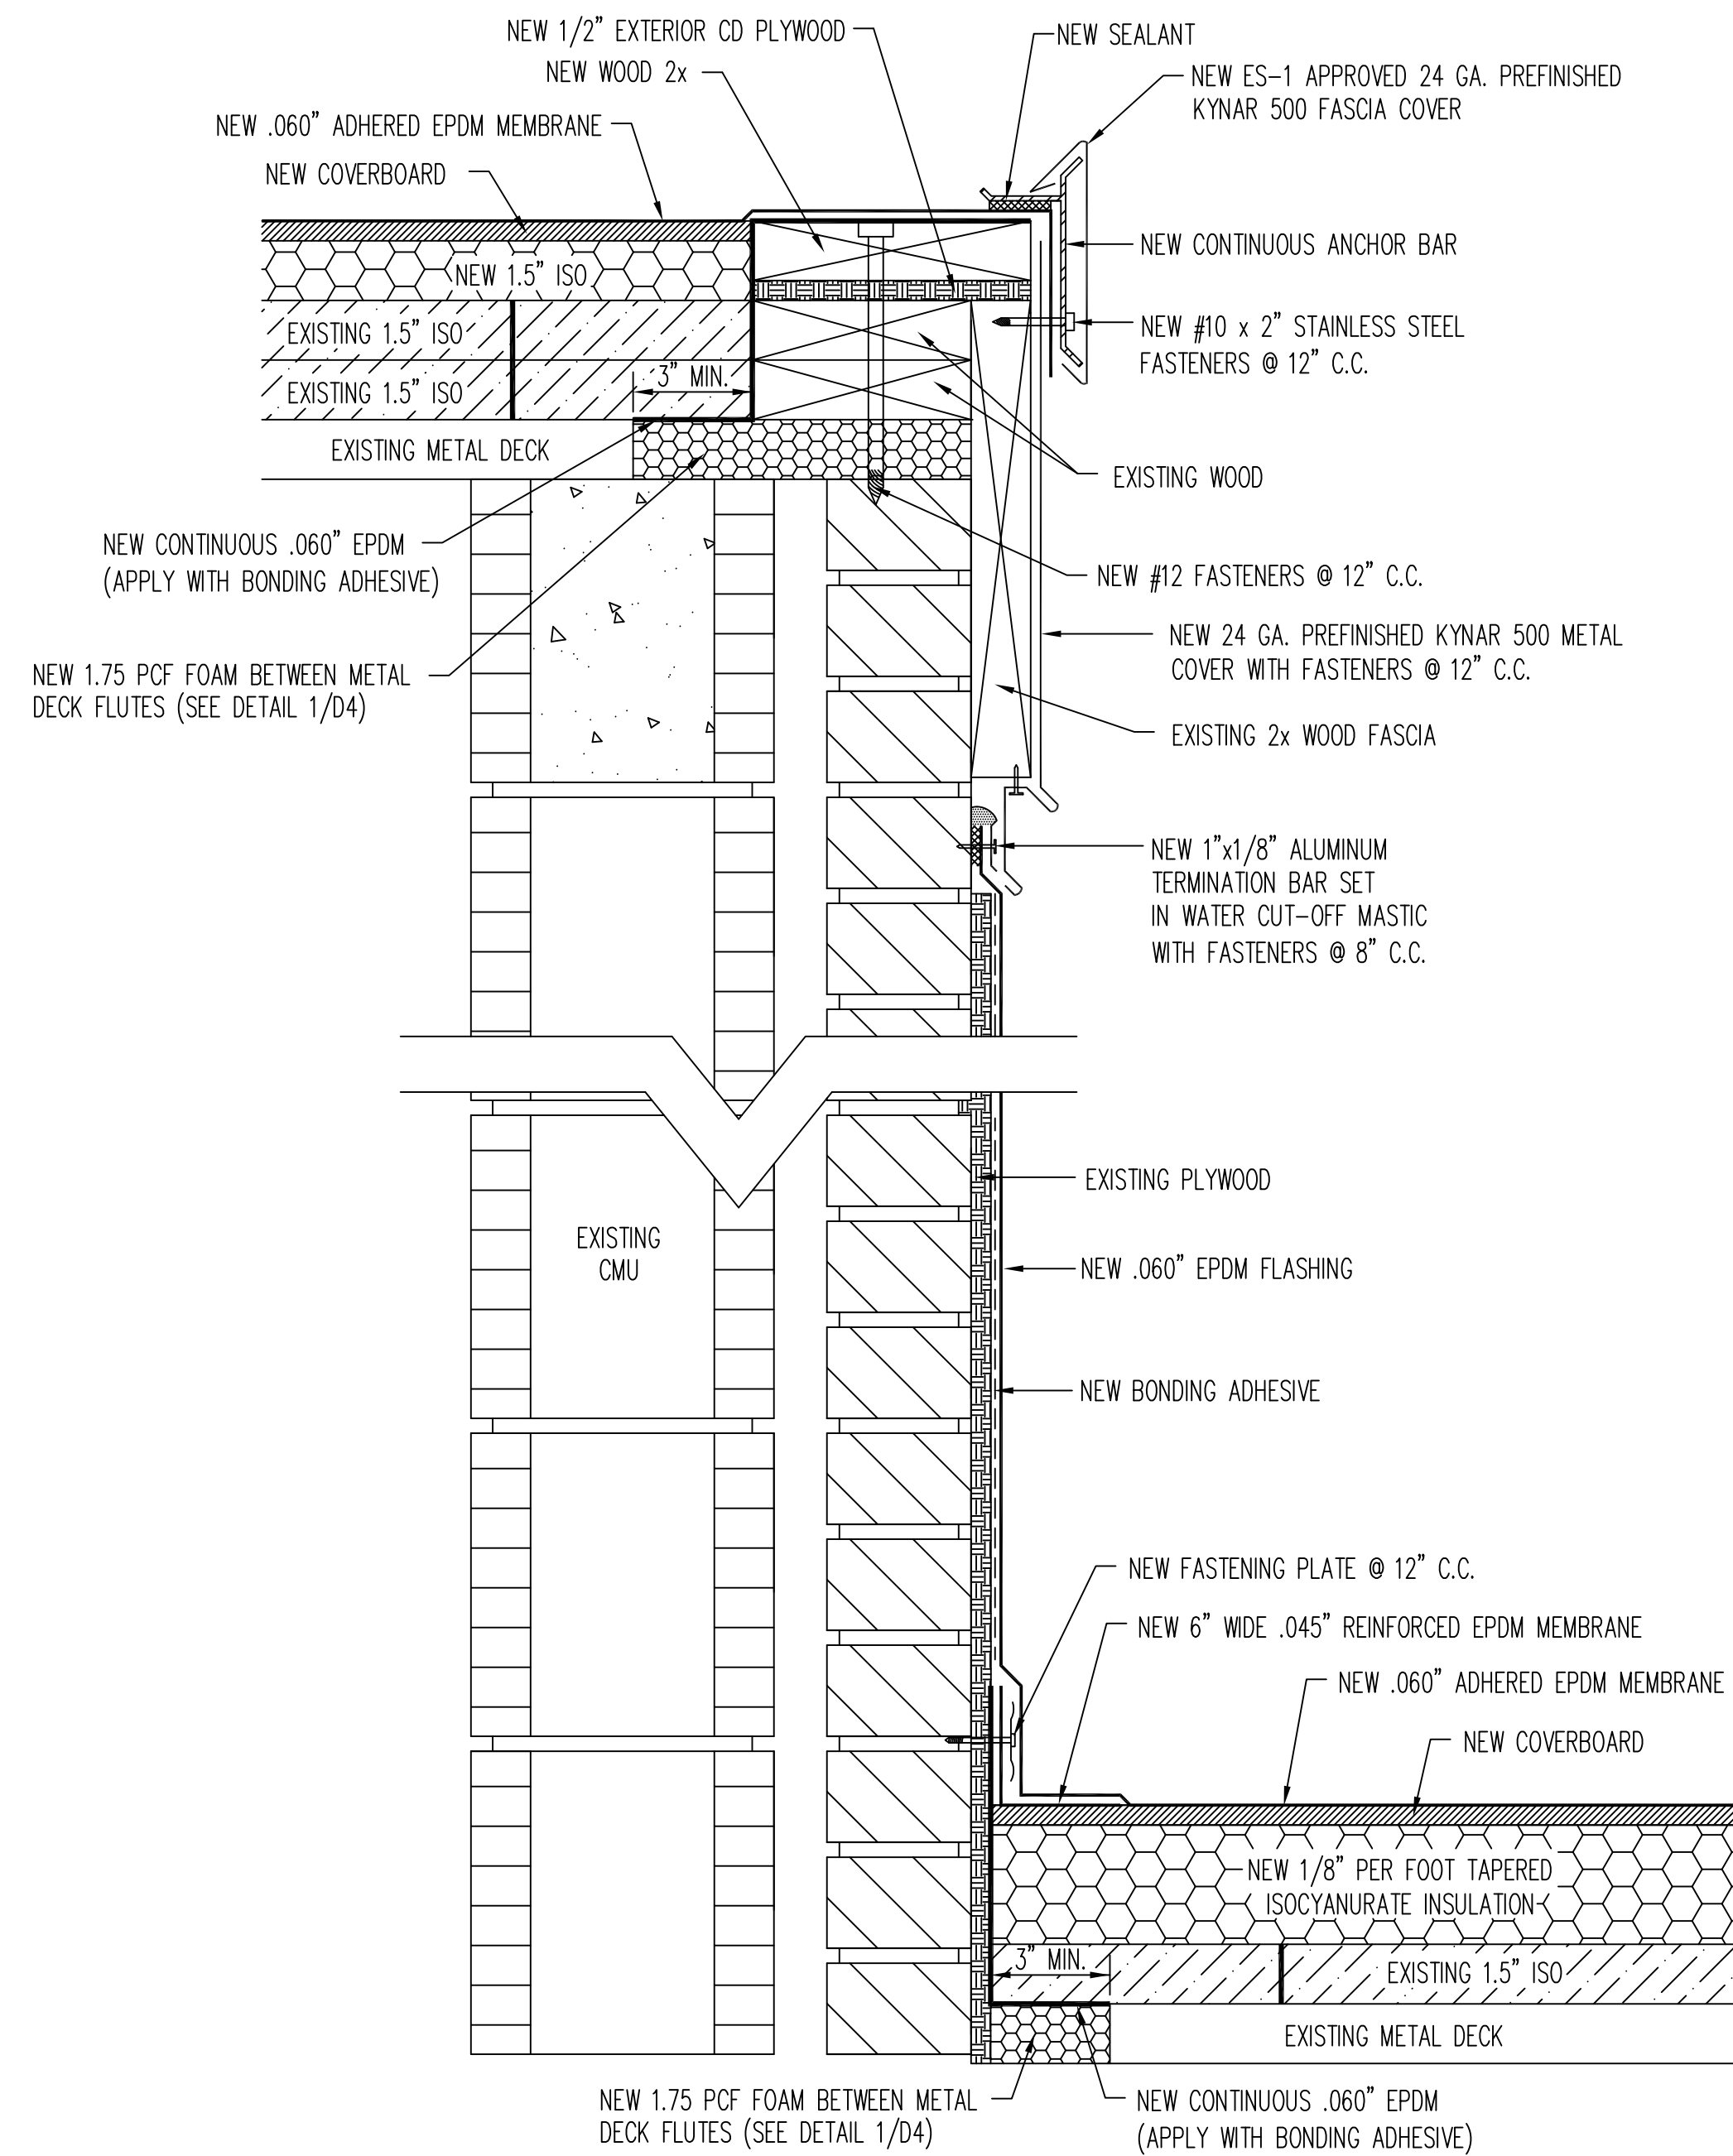 NEW 1/2" EXTERIOR CD PLYWOOD
NEW SEALANT
NEW WOOD 2x
NEW ES-1 APPROVED 24 GA. PREFINISHED
KYNAR 500 FASCIA COVER
NEW .060" ADHERED EPDM MEMBRANE
NEW COVERBOARD
NEW CONTINUOUS ANCHOR BAR
NEW 1.5" ISO
EXISTING 1.5" ISO
NEW #10 x 2" STAINLESS STEEL
FASTENERS @ 12" C.C.
3" MIN.
EXISTING 1.5" ISO
EXISTING METAL DECK
EXISTING WOOD
NEW CONTINUOUS .060" EPDM
(APPLY WITH BONDING ADHESIVE)
NEW #12 FASTENERS @ 12" C.C.
NEW 24 GA. PREFINISHED KYNAR 500 METAL
COVER WITH FASTENERS @ 12" C.C.
NEW 1.75 PCF FOAM BETWEEN METAL
DECK FLUTES (SEE DETAIL 1/D4)
EXISTING 2x WOOD FASCIA
NEW 1"x1/8" ALUMINUM
TERMINATION BAR SET
IN WATER CUT-OFF MASTIC
WITH FASTENERS @ 8" C.C.
EXISTING PLYWOOD
EXISTING
CMU
NEW .060" EPDM FLASHING
NEW BONDING ADHESIVE
NEW FASTENING PLATE @ 12" C.C.
NEW 6" WIDE .045" REINFORCED EPDM MEMBRANE
NEW .060" ADHERED EPDM MEMBRANE
NEW COVERBOARD
NEW 1/8" PER FOOT TAPERED
ISOCYANURATE INSULATION
3" MIN.
EXISTING 1.5" ISO
EXISTING METAL DECK
NEW 1.75 PCF FOAM BETWEEN METAL
DECK FLUTES (SEE DETAIL 1/D4)
NEW CONTINUOUS .060" EPDM
(APPLY WITH BONDING ADHESIVE)